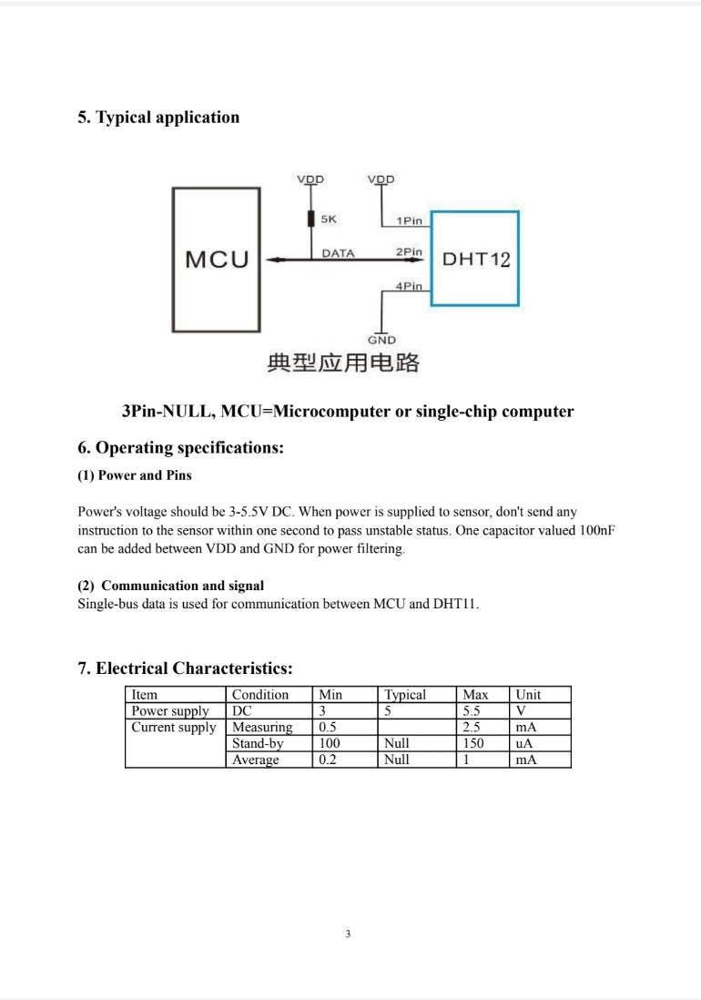 5. Typical application
VDD VDD
5K 1Pin
MCU DATA 2Pin DHT12
4Pin
GND
典型应用电路
3Pin-NULL, MCU=Microcomputer or single-chip computer
6. Operating specifications:
(1) Power and Pins
Power's voltage should be 3-5.5V DC. When power is supplied to sensor, don't send any
instruction to the sensor within one second to pass unstable status. One capacitor valued 100nF
can be added between VDD and GND for power filtering.
(2) Communication and signal
Single-bus data is used for communication between MCU and DHT11.
7. Electrical Characteristics:
Item Condition Min Typical Max Unit
Power supply DC 3 5 5.5 V
Current supply Measuring 0.5 2.5 mA
Stand-by 100 Null 150 uA
Average 0.2 Null 1 mA
3